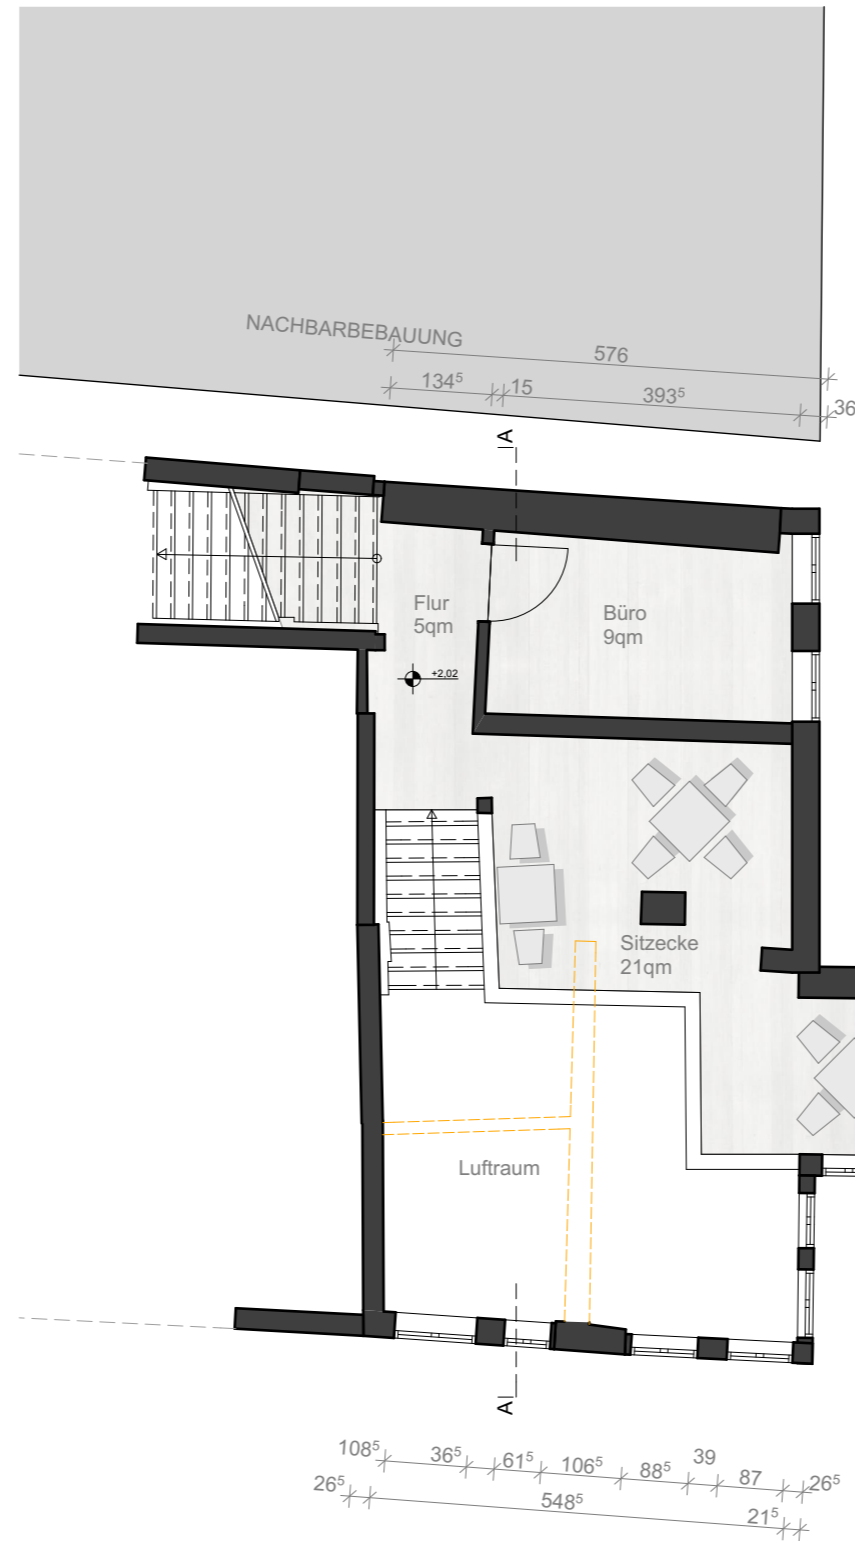 NACHBARBEBAUUNG
576
134⁵
15
393⁵
36
A
Flur
5qm
Büro
9qm
+2,02
Sitzecke
21qm
Luftraum
A
108⁵
36⁵
61⁵
106⁵
88⁵
39
87
26⁵
26⁵
548⁵
21⁵